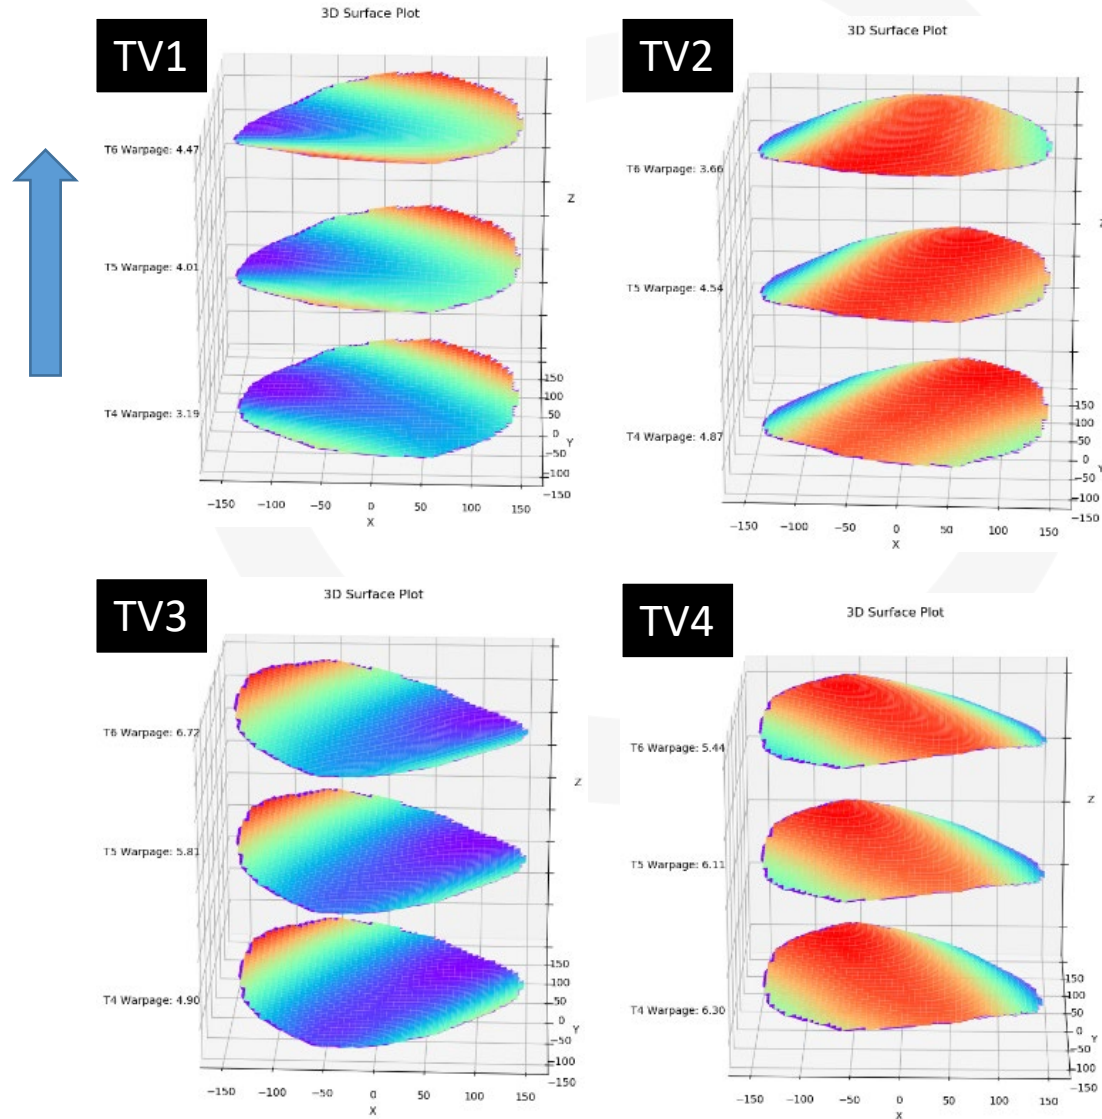 TV1
3D Surface Plot
T6 Warpage: 4.47
T5 Warpage: 4.01
T4 Warpage: 3.19
Z
150
100
50
0
−50
−100
−150
Y
−150 −100 −50 0 50 100 150
X
TV2
3D Surface Plot
T6 Warpage: 3.66
T5 Warpage: 4.54
T4 Warpage: 4.87
Z
150
100
50
0
−50
−100
−150
Y
−150 −100 −50 0 50 100 150
X
TV3
3D Surface Plot
T6 Warpage: 6.72
T5 Warpage: 5.81
T4 Warpage: 4.90
Z
150
100
50
0
−50
−100
−150
Y
−150 −100 −50 0 50 100 150
X
TV4
3D Surface Plot
T6 Warpage: 5.44
T5 Warpage: 6.11
T4 Warpage: 6.30
Z
150
100
50
0
−50
−100
−150
Y
−150 −100 −50 0 50 100 150
X